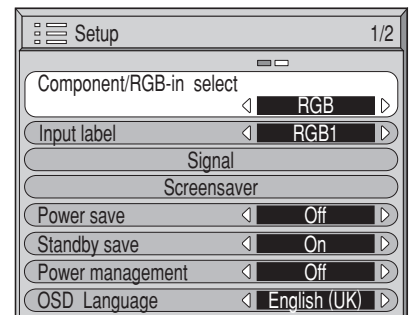 Setup 1/2
Component/RGB-in select
RGB
Input label RGB1
Signal
Screensaver
Power save Off
Standby save On
Power management Off
OSD Language English (UK)